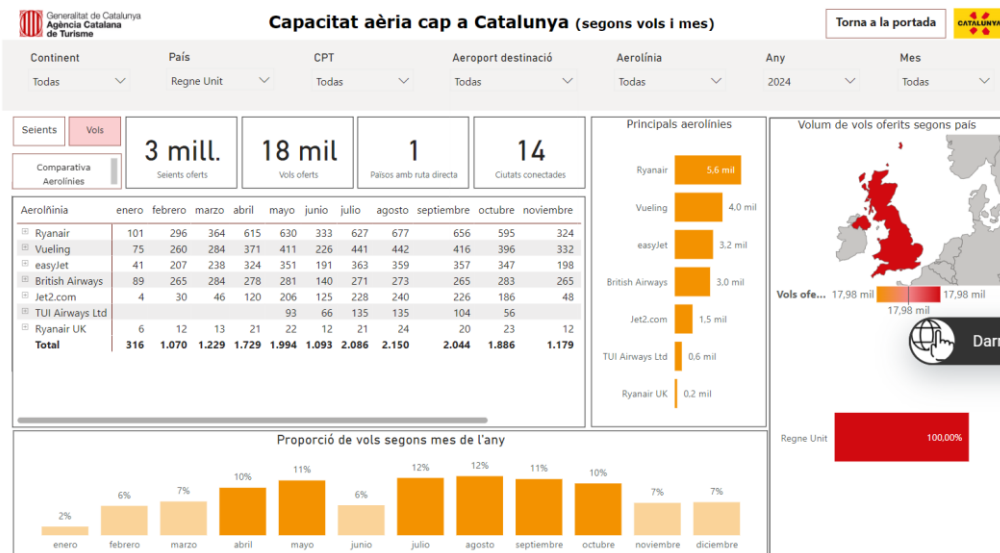 Generalitat de Catalunya
Agència Catalana
de Turisme
Capacitat aèria cap a Catalunya (segons vols i mes)
Torna a la portada
CATALUNYA
Continent País CPT Aeroport destinació Aerolínia Any Mes
Todas Regne Unit Todas Todas Todas 2024 Todas
Seients Vols
Comparativa
Aerolínies
3 mill.
Seients oferts
18 mil
Vols oferts
1
Països amb ruta directa
14
Ciutats conectades
Aerolñinia enero febrero marzo abril mayo junio julio agosto septiembre octubre noviembre
Ryanair 101 296 364 615 630 333 627 677 656 595 324
Vueling 75 260 284 371 411 226 441 442 416 396 332
easyJet 41 207 238 324 351 191 363 359 357 347 198
British Airways 89 265 284 278 281 140 271 273 265 283 265
Jet2.com 4 30 46 120 206 125 228 240 226 186 48
TUI Airways Ltd 93 66 135 135 104 56
Ryanair UK 6 12 13 21 22 12 21 24 20 23 12
Total 316 1.070 1.229 1.729 1.994 1.093 2.086 2.150 2.044 1.886 1.179
Principals aerolínies
Ryanair 5,6 mil
Vueling 4,0 mil
easyJet 3,2 mil
British Airways 3,0 mil
Jet2.com 1,5 mil
TUI Airways Ltd 0,6 mil
Ryanair UK 0,2 mil
Volum de vols oferts segons país
Vols ofe... 17,98 mil 17,98 mil
17,98 mil
Regne Unit 100,00%
Proporció de vols segons mes de l'any
2% 6% 7% 10% 11% 6% 12% 12% 11% 10% 7% 7%
enero febrero marzo abril mayo junio julio agosto septiembre octubre noviembre diciembre